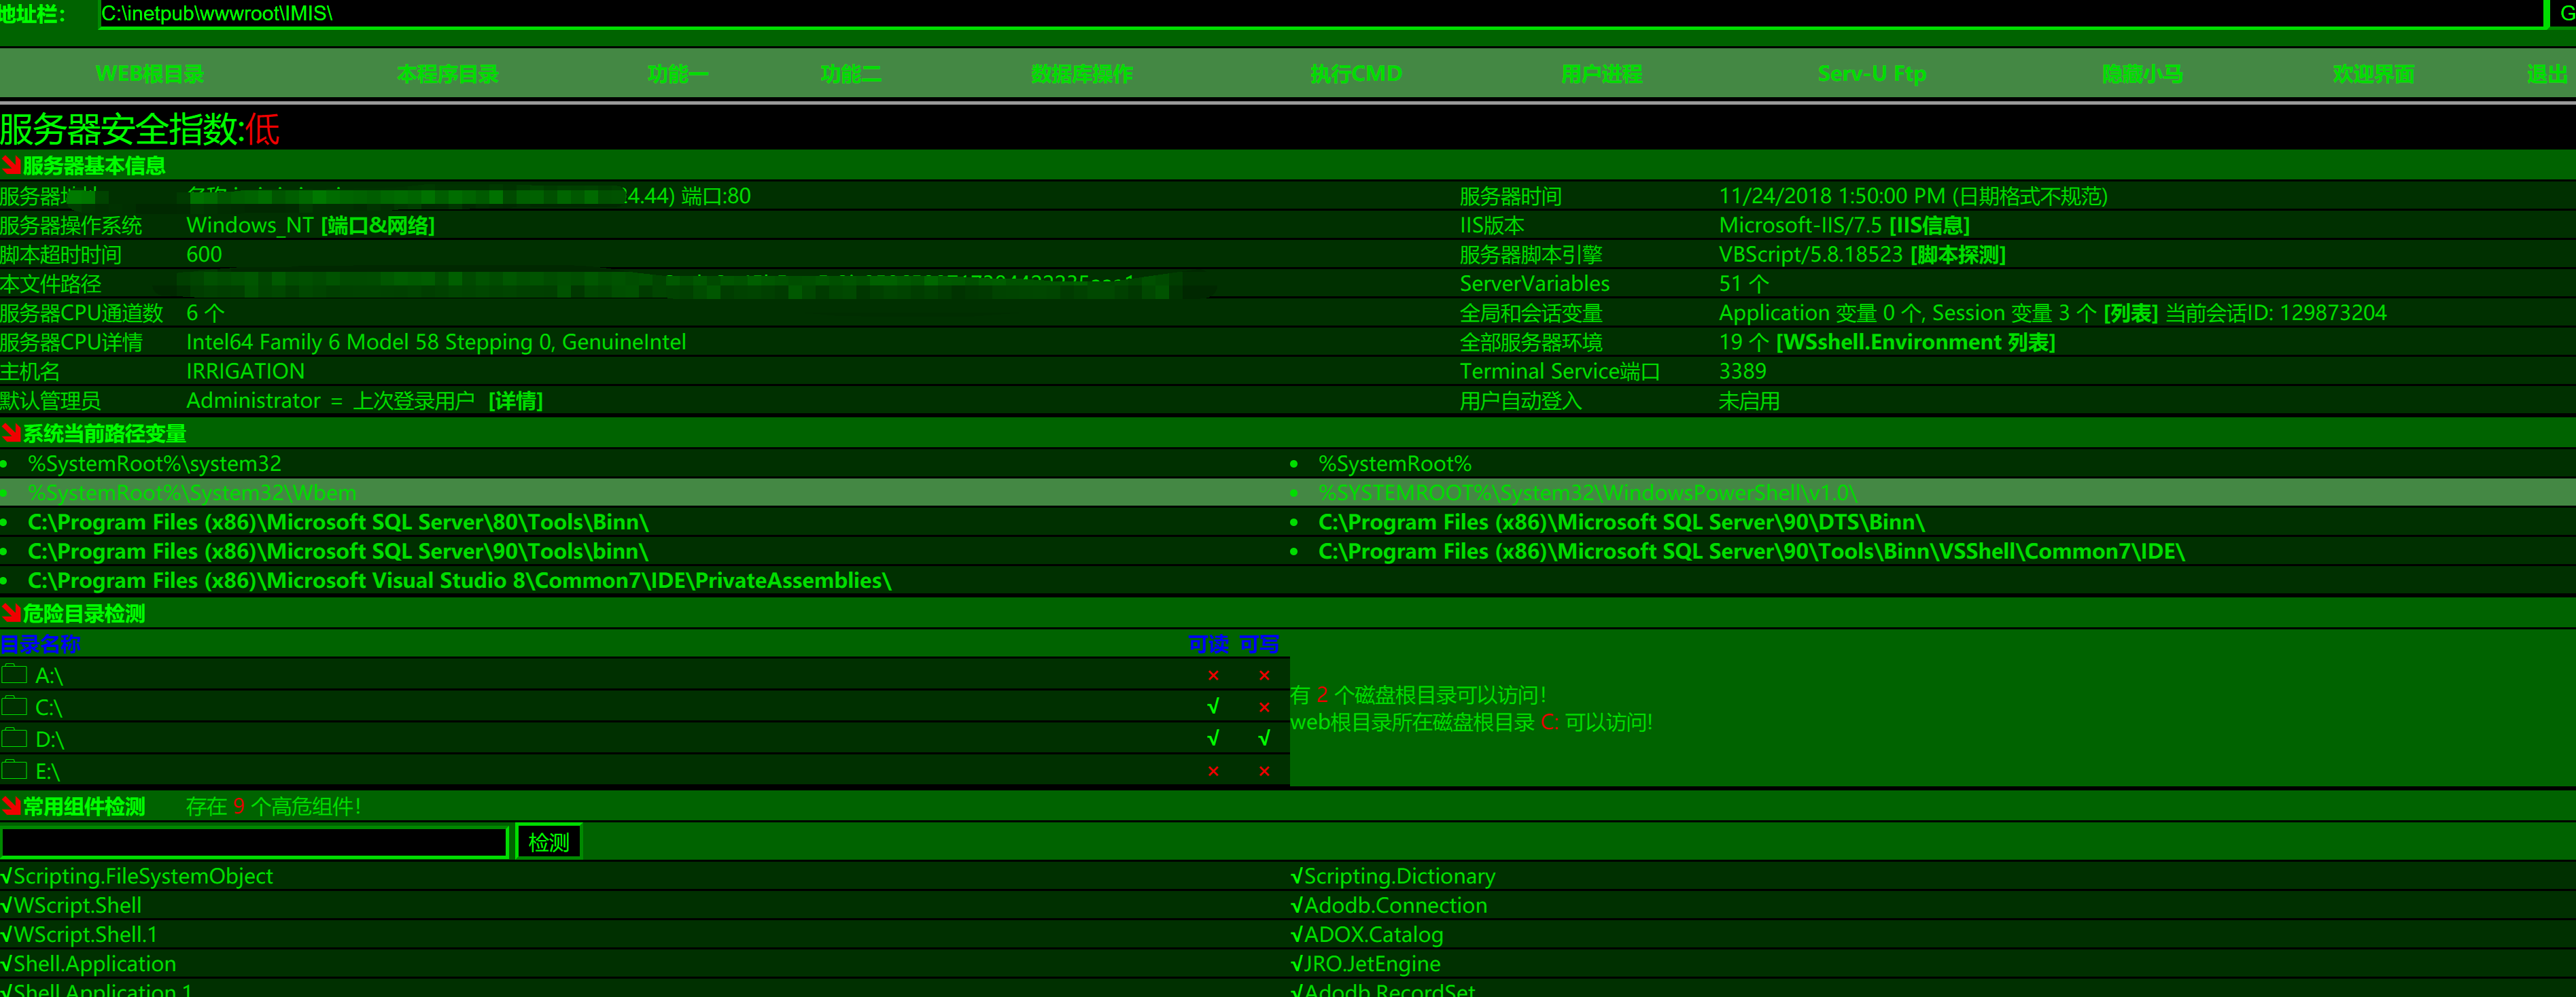 地址栏: C:\inetpub\wwwroot\IMIS\ G
WEB根目录 本程序目录 功能一 功能二 数据库操作 执行CMD 用户进程 Serv-U Ftp 隐藏小马 欢迎界面 退出
服务器安全指数:低
服务器基本信息
服务器 4.44) 端口:80 服务器时间 11/24/2018 1:50:00 PM (日期格式不规范)
服务器操作系统 Windows_NT [端口&网络] IIS版本 Microsoft-IIS/7.5 [IIS信息]
脚本超时时间 600 服务器脚本引擎 VBScript/5.8.18523 [脚本探测]
本文件路径 ServerVariables 51 个
服务器CPU通道数 6 个 全局和会话变量 Application 变量 0 个, Session 变量 3 个 [列表] 当前会话ID: 129873204
服务器CPU详情 Intel64 Family 6 Model 58 Stepping 0, GenuineIntel 全部服务器环境 19 个 [WSshell.Environment 列表]
主机名 IRRIGATION Terminal Service端口 3389
默认管理员 Administrator = 上次登录用户 [详情] 用户自动登入 未启用
系统当前路径变量
• %SystemRoot%\system32 • %SystemRoot%
• %SystemRoot%\System32\Wbem • %SYSTEMROOT%\System32\WindowsPowerShell\v1.0\
• C:\Program Files (x86)\Microsoft SQL Server\80\Tools\Binn\ • C:\Program Files (x86)\Microsoft SQL Server\90\DTS\Binn\
• C:\Program Files (x86)\Microsoft SQL Server\90\Tools\binn\ • C:\Program Files (x86)\Microsoft SQL Server\90\Tools\Binn\VSShell\Common7\IDE\
• C:\Program Files (x86)\Microsoft Visual Studio 8\Common7\IDE\PrivateAssemblies\
危险目录检测
目录名称 可读 可写
A:\ × ×
C:\ √ ×
D:\ √ √
E:\ × ×
有 2 个磁盘根目录可以访问!
web根目录所在磁盘根目录 C: 可以访问!
常用组件检测 存在 9 个高危组件!
检测
√Scripting.FileSystemObject √Scripting.Dictionary
√WScript.Shell √Adodb.Connection
√WScript.Shell.1 √ADOX.Catalog
√Shell.Application √JRO.JetEngine
√Shell.Application.1 √Adodb.RecordSet